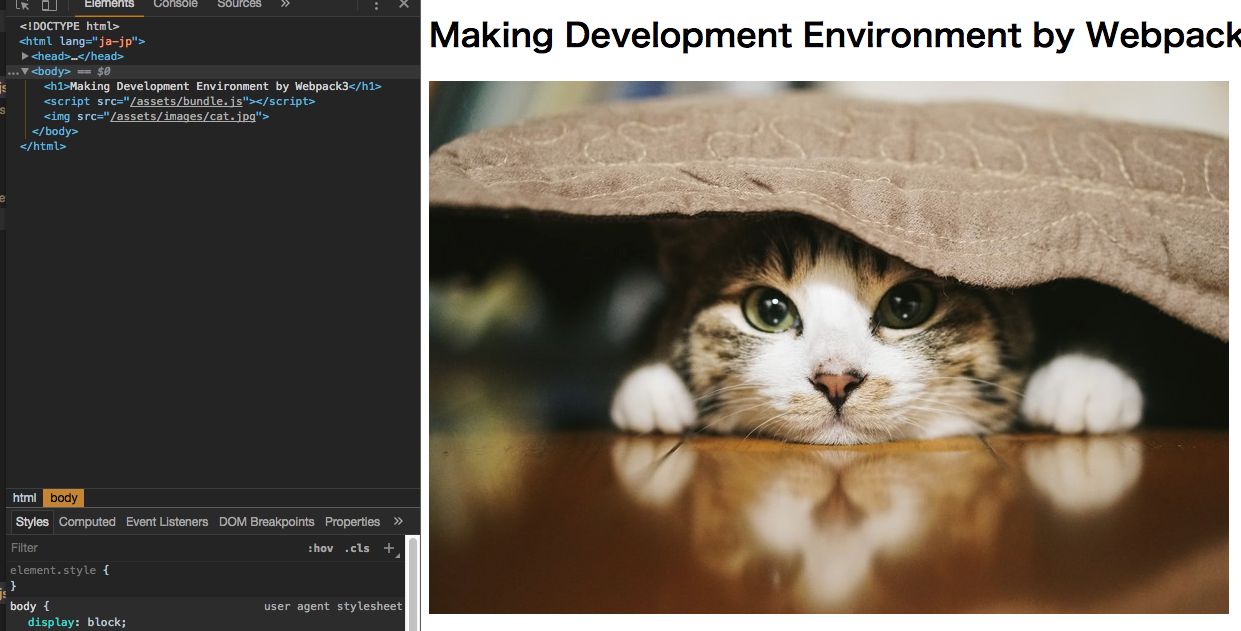 Elements Console Sources »
<!DOCTYPE html>
<html lang="ja-jp">
▶<head>…</head>
…▼<body> == $0
<h1>Making Development Environment by Webpack3</h1>
<script src="/assets/bundle.js"></script>
<img src="/assets/images/cat.jpg">
</body>
</html>
html body
Styles Computed Event Listeners DOM Breakpoints Properties »
Filter :hov .cls +
element.style {
}
body { user agent stylesheet
display: block;
Making Development Environment by Webpack